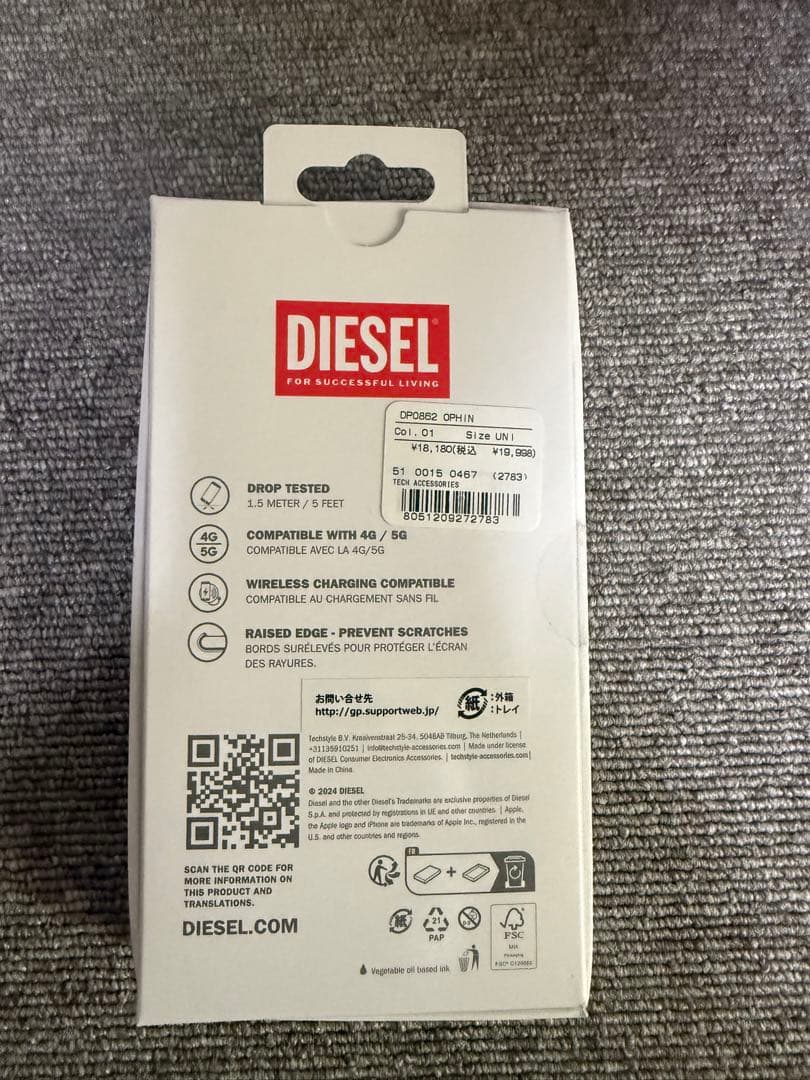 DIESEL
FOR SUCCESSFUL LIVING
DP0862 OPHIN
Col. 01 Size UNI
¥18,180(税込 ¥19,998)
51 0015 0467 (2783)
TECH ACCESSORIES
8051209272783
DROP TESTED
1.5 METER / 5 FEET
4G
5G
COMPATIBLE WITH 4G / 5G
COMPATIBLE AVEC LA 4G/5G
WIRELESS CHARGING COMPATIBLE
COMPATIBLE AU CHARGEMENT SANS FIL
RAISED EDGE - PREVENT SCRATCHES
BORDS SURÉLEVÉS POUR PROTÉGER L'ÉCRAN
DES RAYURES.
お問い合せ先
http://gp.supportweb.jp/
紙
:外箱
:トレイ
Techstyle B.V. Kraaivenstraat 25-34, 5048AB Tilburg, The Netherlands |
+31135910251 | info@techstyle-accessories.com | Made under license
of DIESEL Consumer Electronics Accessories. | techstyle-accessories.com|
Made in China.
© 2024 DIESEL
Diesel and the other Diesel's Trademarks are exclusive properties of Diesel
S.p.A. and protected by registrations in UE and other countries. | Apple,
the Apple logo and iPhone are trademarks of Apple Inc., registered in the
U.S. and other countries and regions.
SCAN THE QR CODE FOR
MORE INFORMATION ON
THIS PRODUCT AND
TRANSLATIONS.
DIESEL.COM
FR
+
紙
21
PAP
0-3
FSC
MIX
Packaging
Vegetable oil based ink